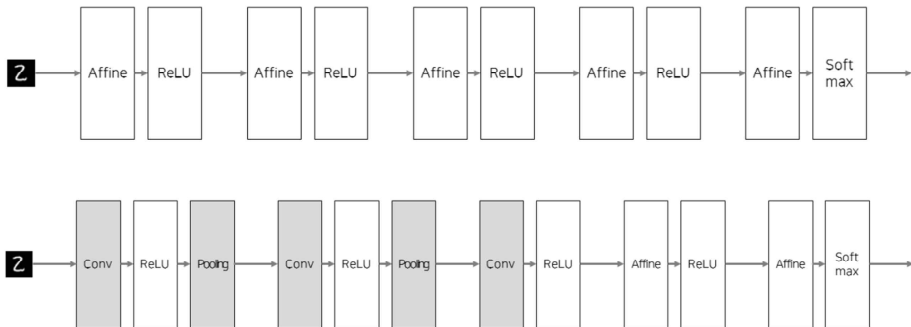 2 Affine ReLU Affine ReLU Affine ReLU Affine ReLU Affine Soft
max
2 Conv ReLU Pooling Conv ReLU Pooling Conv ReLU Affine ReLU Affine Soft
max